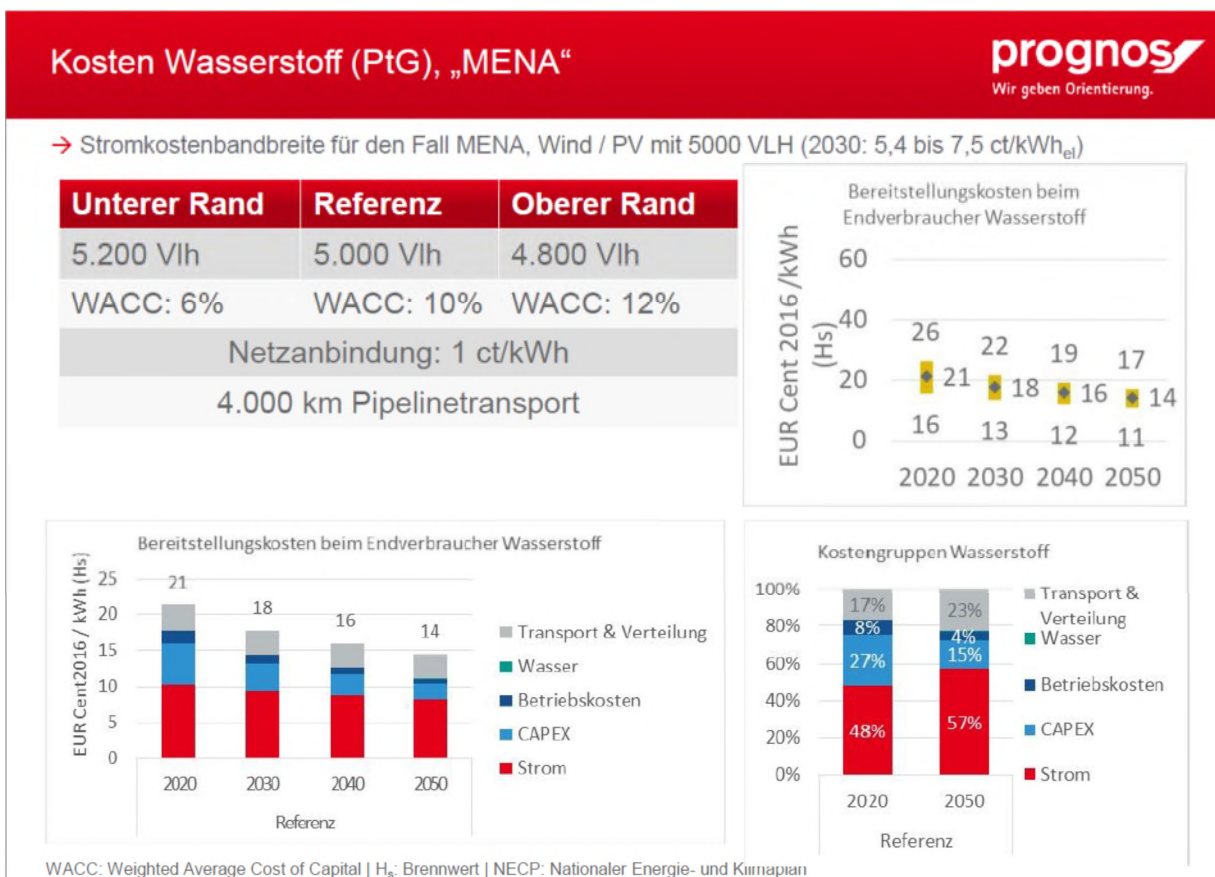 Kosten Wasserstoff (PtG), „MENA“
prognos
Wir geben Orientierung.
→ Stromkostenbandbreite für den Fall MENA, Wind / PV mit 5000 VLH (2030: 5,4 bis 7,5 ct/kWhel)
Unterer Rand Referenz Oberer Rand
5.200 Vlh 5.000 Vlh 4.800 Vlh
WACC: 6% WACC: 10% WACC: 12%
Netzanbindung: 1 ct/kWh
4.000 km Pipelinetransport
Bereitstellungskosten beim
Endverbraucher Wasserstoff
EUR Cent 2016 /kWh
(Hs)
60
40
20
0
26 22 19 17
21 18 16 14
16 13 12 11
2020 2030 2040 2050
Bereitstellungskosten beim Endverbraucher Wasserstoff
EUR Cent2016 / kWh (Hs)
25
20
15
10
5
0
21 18 16 14
2020 2030 2040 2050
Referenz
Transport & Verteilung
Wasser
Betriebskosten
CAPEX
Strom
Kostengruppen Wasserstoff
100%
80%
60%
40%
20%
0%
17% 23%
8% 4%
27% 15%
48% 57%
2020 2050
Referenz
Transport &
Verteilung
Wasser
Betriebskosten
CAPEX
Strom
WACC: Weighted Average Cost of Capital | Hs: Brennwert | NECP: Nationaler Energie- und Klimaplan